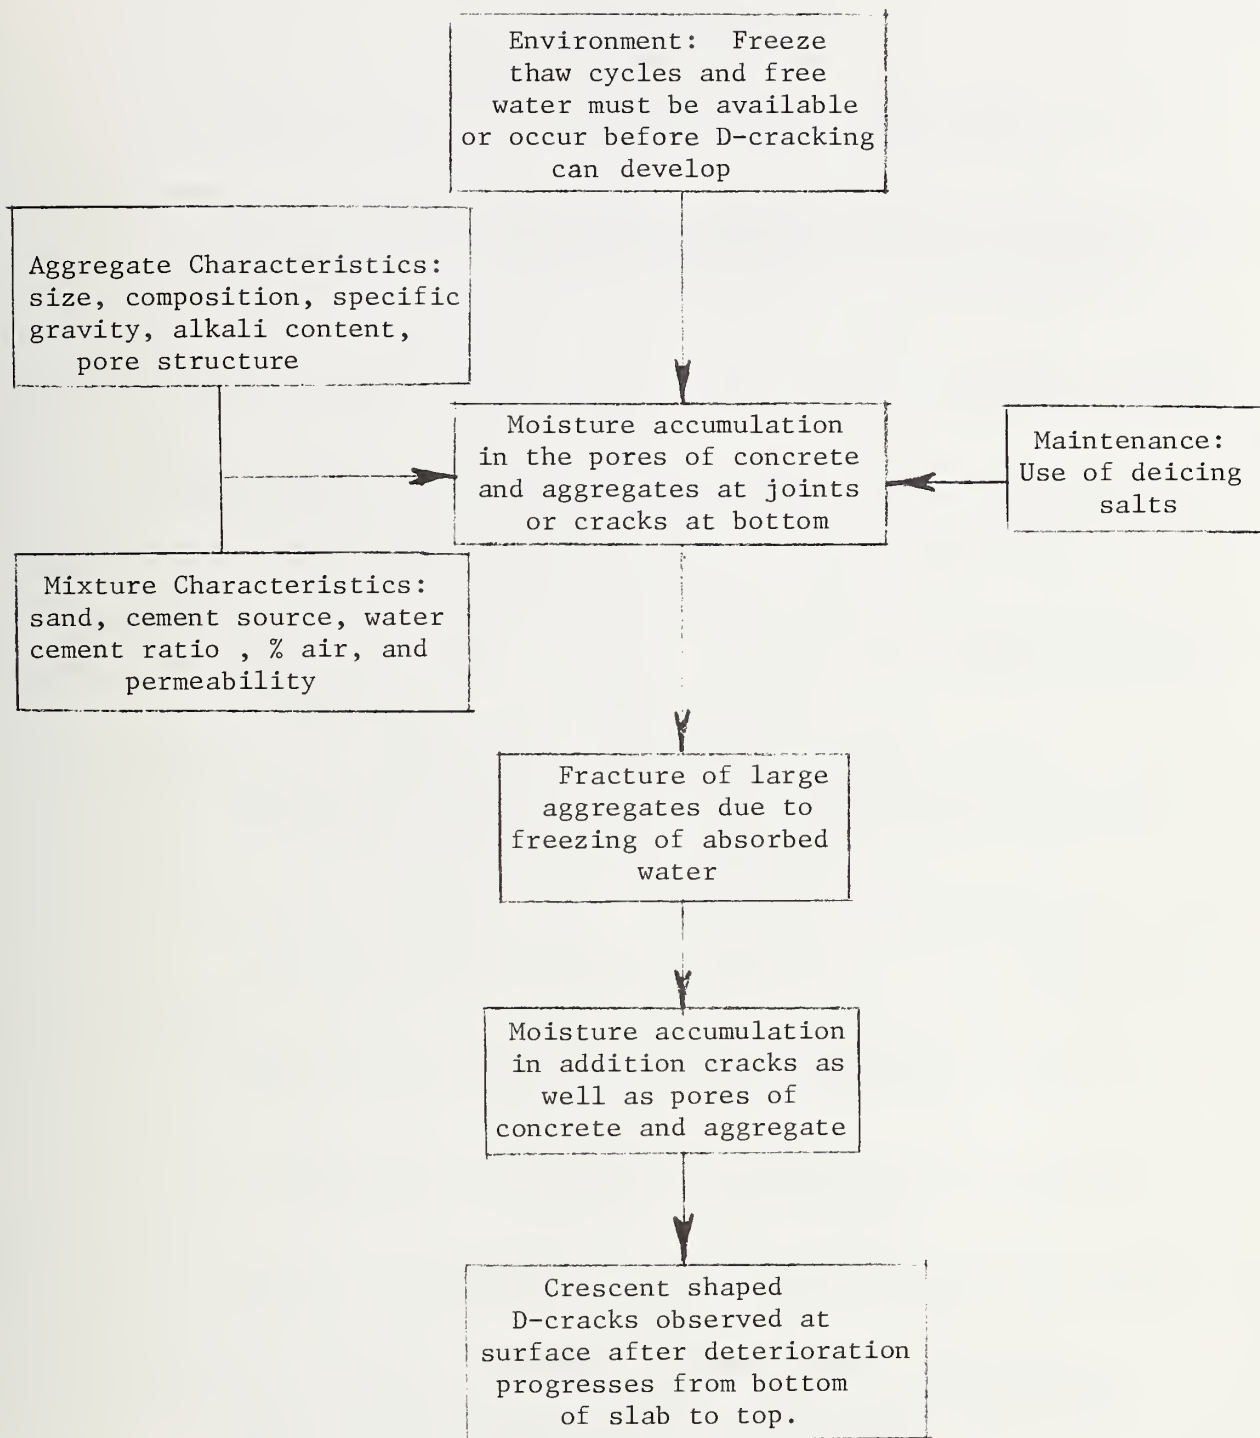 Environment: Freeze
thaw cycles and free
water must be available
or occur before D-cracking
can develop
Aggregate Characteristics:
size, composition, specific
gravity, alkali content,
pore structure
Moisture accumulation
in the pores of concrete
and aggregates at joints
or cracks at bottom
Maintenance:
Use of deicing
salts
Mixture Characteristics:
sand, cement source, water
cement ratio , % air, and
permeability
Fracture of large
aggregates due to
freezing of absorbed
water
Moisture accumulation
in addition cracks as
well as pores of
concrete and aggregate
Crescent shaped
D-cracks observed at
surface after deterioration
progresses from bottom
of slab to top.